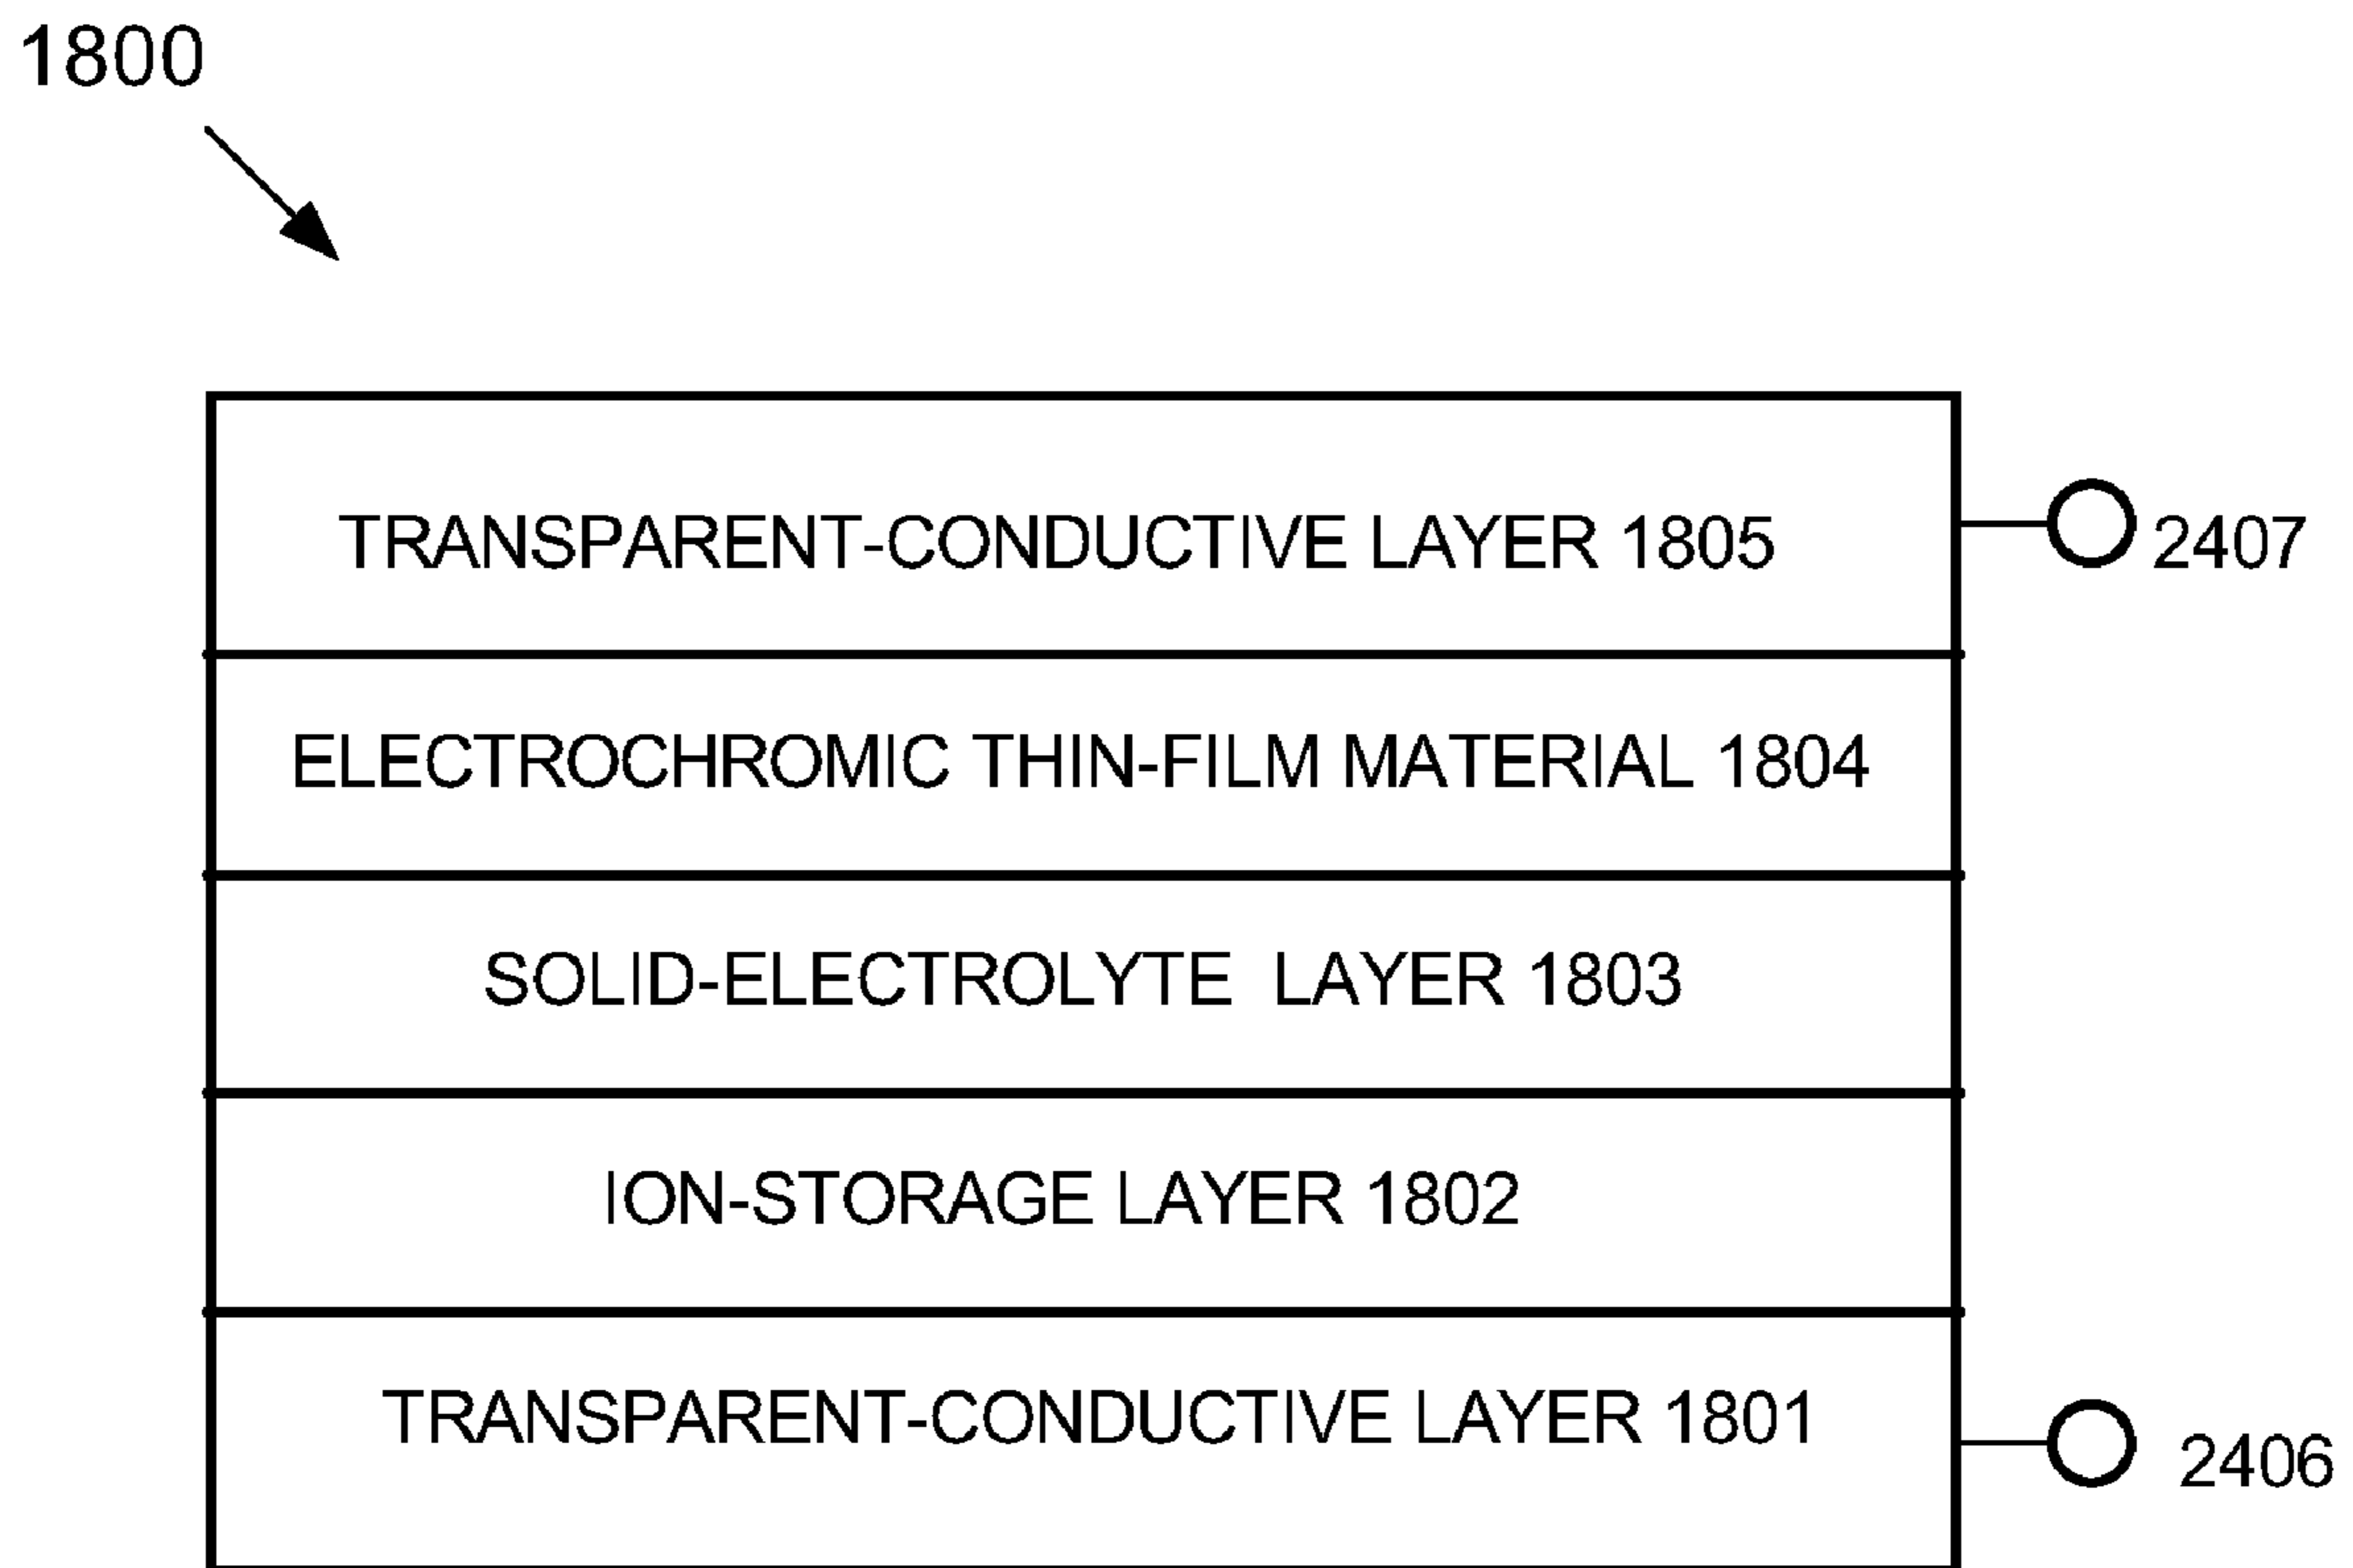 1800
TRANSPARENT-CONDUCTIVE LAYER 1805
2407
ELECTROCHROMIC THIN-FILM MATERIAL 1804
SOLID-ELECTROLYTE LAYER 1803
ION-STORAGE LAYER 1802
TRANSPARENT-CONDUCTIVE LAYER 1801
2406